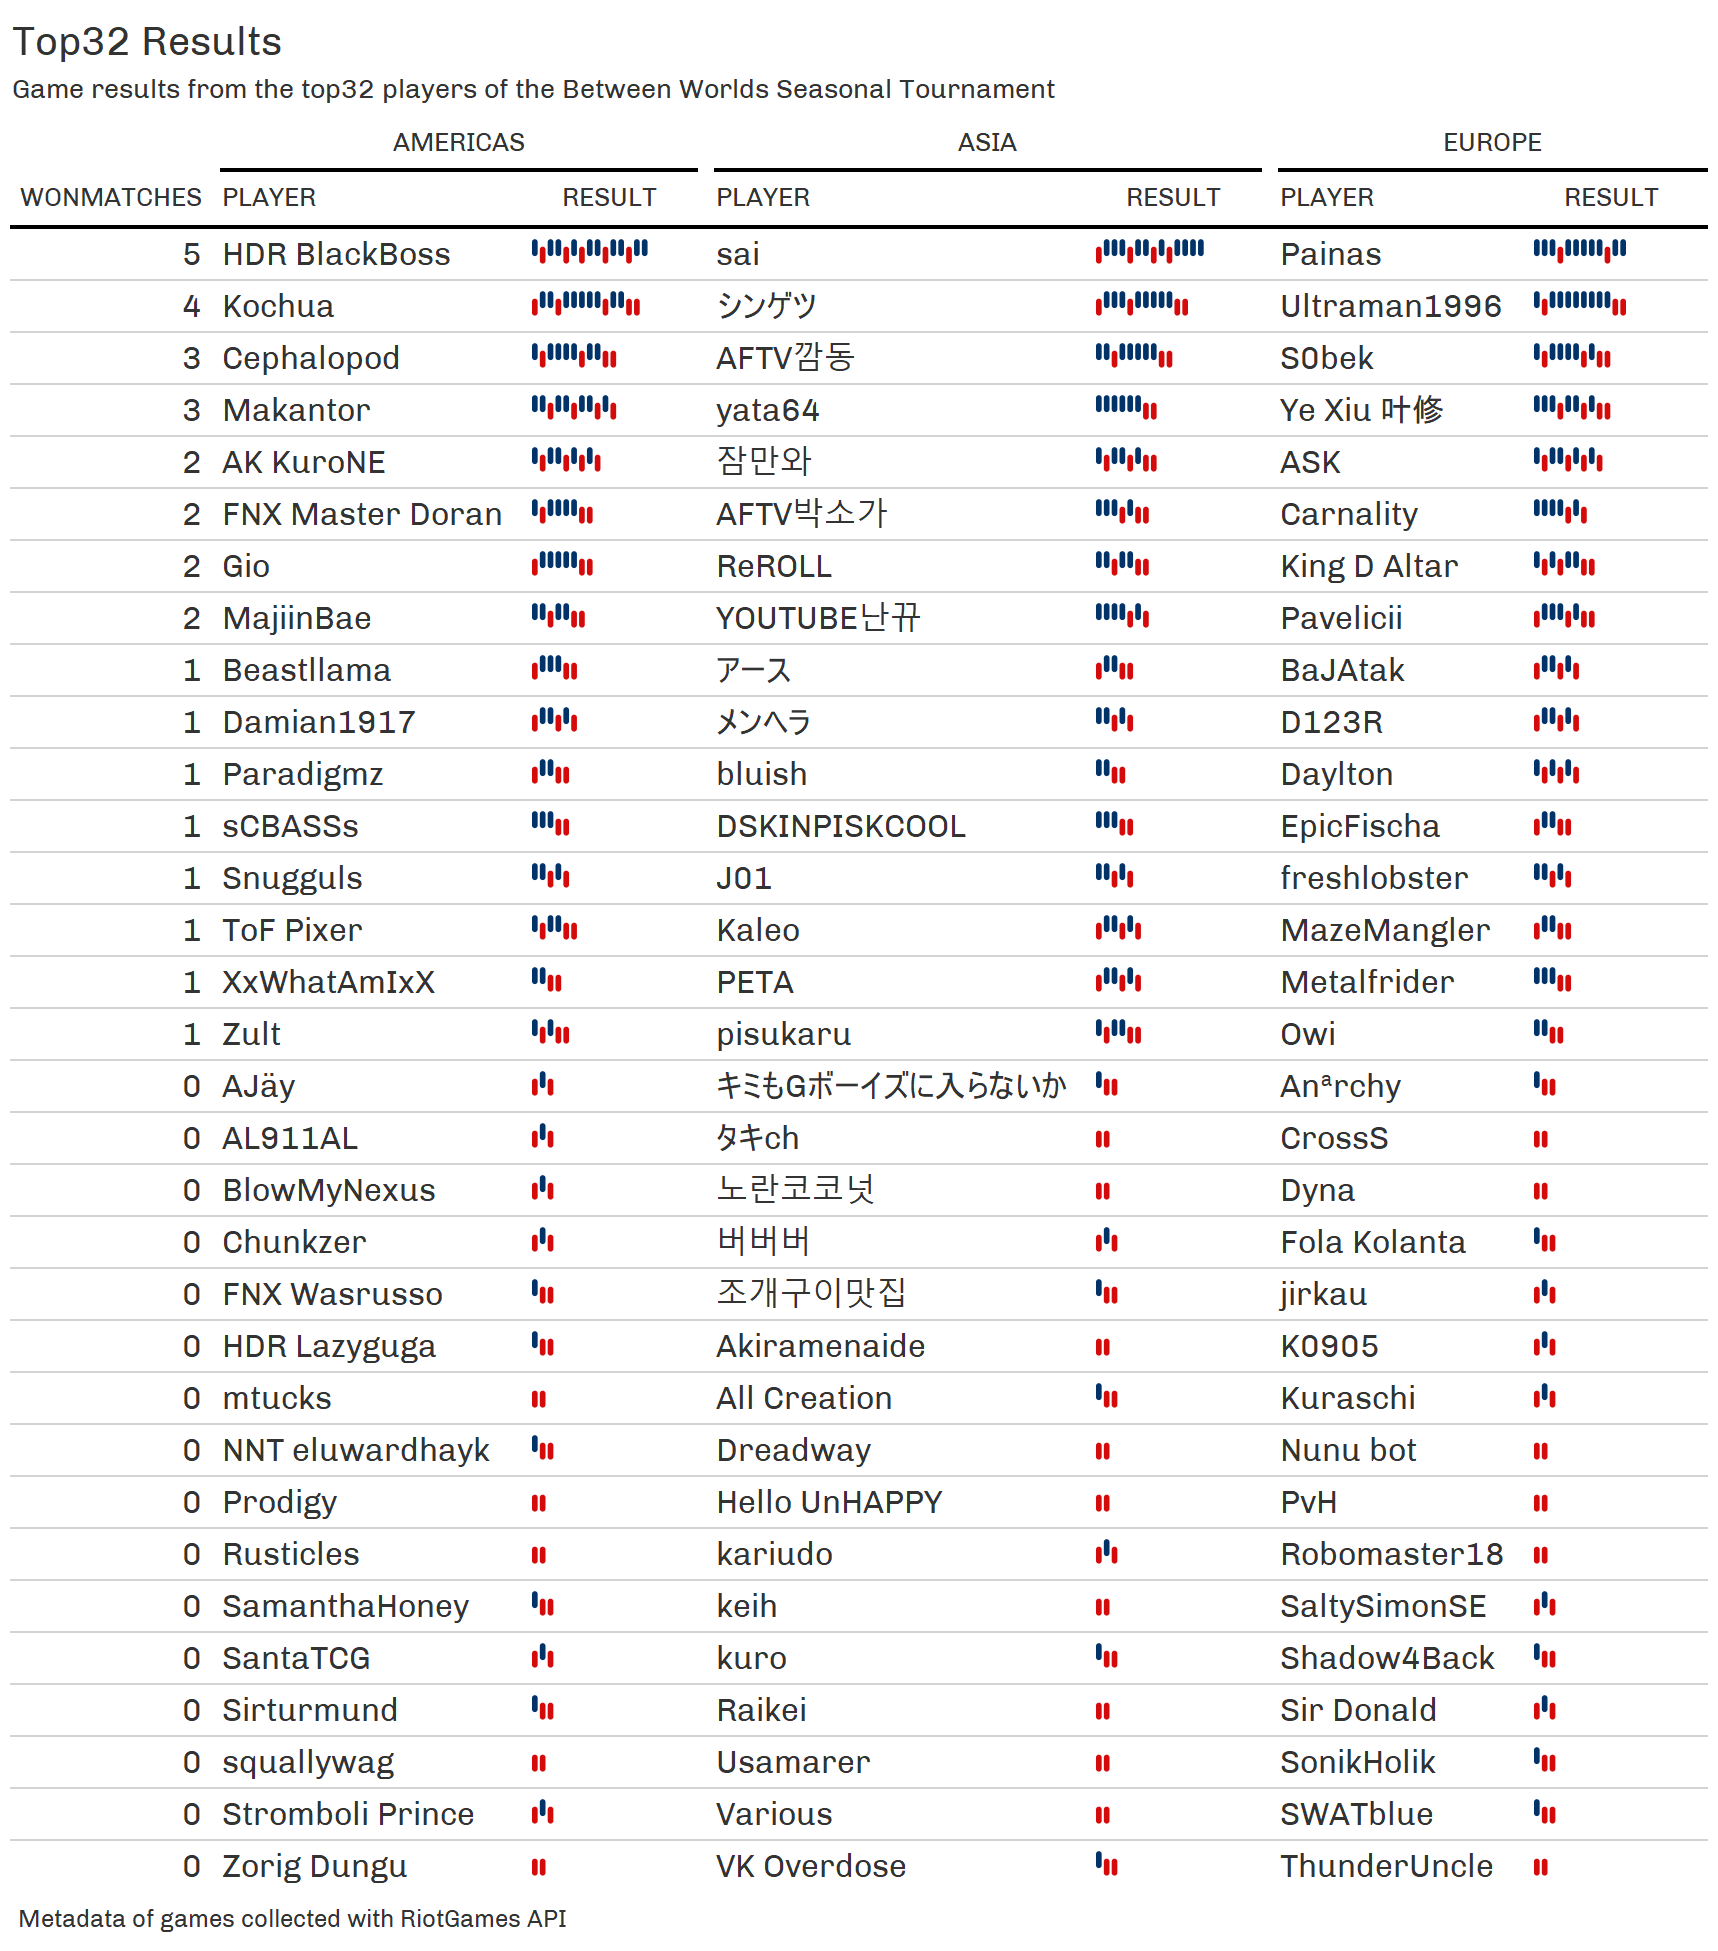 Top32 Results
Game results from the top32 players of the Between Worlds Seasonal Tournament
AMERICAS ASIA EUROPE
WONMATCHES PLAYER RESULT PLAYER RESULT PLAYER RESULT
5 HDR BlackBoss sai Painas
4 Kochua シンゲツ Ultraman1996
3 Cephalopod AFTV깜동 S0bek
3 Makantor yata64 Ye Xiu 叶修
2 AK KuroNE 잠만와 ASK
2 FNX Master Doran AFTV박소가 Carnality
2 Gio ReROLL King D Altar
2 MajiinBae YOUTUBE난뀨 Pavelicii
1 Beastllama アース BaJAtak
1 Damian1917 メンヘラ D123R
1 Paradigmz bluish Daylton
1 sCBASSs DSKINPISKCOOL EpicFischa
1 Snugguls J01 freshlobster
1 ToF Pixer Kaleo MazeMangler
1 XxWhatAmIxX PETA Metalfrider
1 Zult pisukaru Owi
0 AJäy キミもGボーイズに入らないか Anªrchy
0 AL911AL タキch CrossS
0 BlowMyNexus 노란코코넛 Dyna
0 Chunkzer 버버버 Fola Kolanta
0 FNX Wasrusso 조개구이맛집 jirkau
0 HDR Lazyguga Akiramenaide K0905
0 mtucks All Creation Kuraschi
0 NNT eluwardhayk Dreadway Nunu bot
0 Prodigy Hello UnHAPPY PvH
0 Rusticles kariudo Robomaster18
0 SamanthaHoney keih SaltySimonSE
0 SantaTCG kuro Shadow4Back
0 Sirturmund Raikei Sir Donald
0 squallywag Usamarer SonikHolik
0 Stromboli Prince Various SWATblue
0 Zorig Dungu VK Overdose ThunderUncle
Metadata of games collected with RiotGames API